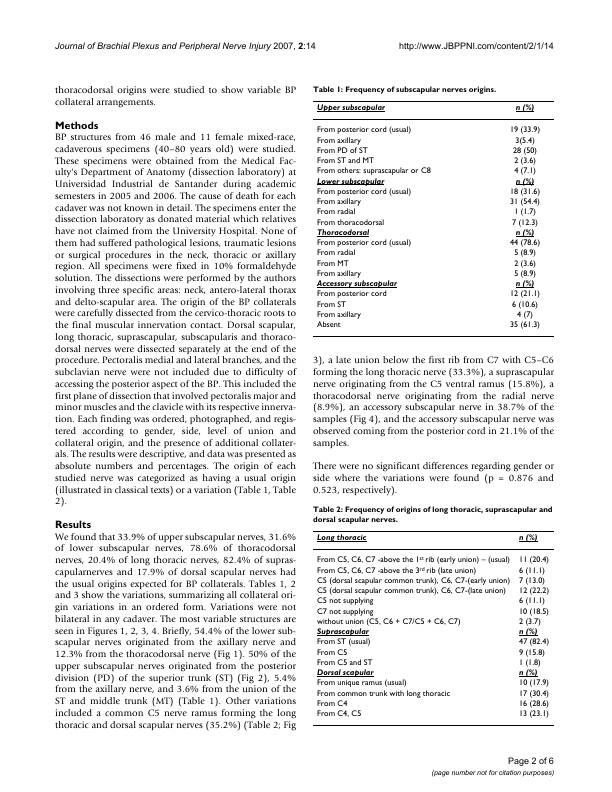 Journal of Brachial Plexus and Peripheral Nerve Injury 2007, 2:14
http://www.JBPPNI.com/content/2/1/14
thoracodorsal origins were studied to show variable BP
collateral arrangements.
Methods
BP structures from 46 male and 11 female mixed-race,
cadaverous specimens (40–80 years old) were studied.
These specimens were obtained from the Medical Fac-
ulty's Department of Anatomy (dissection laboratory) at
Universidad Industrial de Santander during academic
semesters in 2005 and 2006. The cause of death for each
cadaver was not known in detail. The specimens enter the
dissection laboratory as donated material which relatives
have not claimed from the University Hospital. None of
them had suffered pathological lesions, traumatic lesions
or surgical procedures in the neck, thoracic or axillary
region. All specimens were fixed in 10% formaldehyde
solution. The dissections were performed by the authors
involving three specific areas: neck, antero-lateral thorax
and delto-scapular area. The origin of the BP collaterals
were carefully dissected from the cervico-thoracic roots to
the final muscular innervation contact. Dorsal scapular,
long thoracic, suprascapular, subscapularis and thoraco-
dorsal nerves were dissected separately at the end of the
procedure. Pectoralis medial and lateral branches, and the
subclavian nerve were not included due to difficulty of
accessing the posterior aspect of the BP. This included the
first plane of dissection that involved pectoralis major and
minor muscles and the clavicle with its respective innerva-
tion. Each finding was ordered, photographed, and regis-
tered according to gender, side, level of union and
collateral origin, and the presence of additional collater-
als. The results were descriptive, and data was presented as
absolute numbers and percentages. The origin of each
studied nerve was categorized as having a usual origin
(illustrated in classical texts) or a variation (Table 1, Table
2).
Results
We found that 33.9% of upper subscapular nerves, 31.6%
of lower subscapular nerves, 78.6% of thoracodorsal
nerves, 20.4% of long thoracic nerves, 82.4% of supras-
capularnerves and 17.9% of dorsal scapular nerves had
the usual origins expected for BP collaterals. Tables 1, 2
and 3 show the variations, summarizing all collateral ori-
gin variations in an ordered form. Variations were not
bilateral in any cadaver. The most variable structures are
seen in Figures 1, 2, 3, 4. Briefly, 54.4% of the lower sub-
scapular nerves originated from the axillary nerve and
12.3% from the thoracodorsal nerve (Fig 1). 50% of the
upper subscapular nerves originated from the posterior
division (PD) of the superior trunk (ST) (Fig 2), 5.4%
from the axillary nerve, and 3.6% from the union of the
ST and middle trunk (MT) (Table 1). Other variations
included a common C5 nerve ramus forming the long
thoracic and dorsal scapular nerves (35.2%) (Table 2; Fig
Table 1: Frequency of subscapular nerves origins.
Upper subscapular n (%)
From posterior cord (usual) 19 (33.9)
From axillary 3(5.4)
From PD of ST 28 (50)
From ST and MT 2 (3.6)
From others: suprascapular or C8 4 (7.1)
Lower subscapular n (%)
From posterior cord (usual) 18 (31.6)
From axillary 31 (54.4)
From radial 1 (1.7)
From thoracodorsal 7 (12.3)
Thoracodorsal n (%)
From posterior cord (usual) 44 (78.6)
From radial 5 (8.9)
From MT 2 (3.6)
From axillary 5 (8.9)
Accessory subscapular n (%)
From posterior cord 12 (21.1)
From ST 6 (10.6)
From axillary 4 (7)
Absent 35 (61.3)
3), a late union below the first rib from C7 with C5–C6
forming the long thoracic nerve (33.3%), a suprascapular
nerve originating from the C5 ventral ramus (15.8%), a
thoracodorsal nerve originating from the radial nerve
(8.9%), an accessory subscapular nerve in 38.7% of the
samples (Fig 4), and the accessory subscapular nerve was
observed coming from the posterior cord in 21.1% of the
samples.
There were no significant differences regarding gender or
side where the variations were found (p = 0.876 and
0.523, respectively).
Table 2: Frequency of origins of long thoracic, suprascapular and
dorsal scapular nerves.
Long thoracic n (%)
From C5, C6, C7 -above the 1st rib (early union) – (usual) 11 (20.4)
From C5, C6, C7 -above the 3rd rib (late union) 6 (11.1)
C5 (dorsal scapular common trunk), C6, C7-(early union) 7 (13.0)
C5 (dorsal scapular common trunk), C6, C7-(late union) 12 (22.2)
C5 not supplying 6 (11.1)
C7 not supplying 10 (18.5)
without union (C5, C6 + C7/C5 + C6, C7) 2 (3.7)
Suprascapular n (%)
From ST (usual) 47 (82.4)
From C5 9 (15.8)
From C5 and ST 1 (1.8)
Dorsal scapular n (%)
From unique ramus (usual) 10 (17.9)
From common trunk with long thoracic 17 (30.4)
From C4 16 (28.6)
From C4, C5 13 (23.1)
Page 2 of 6
(page number not for citation purposes)